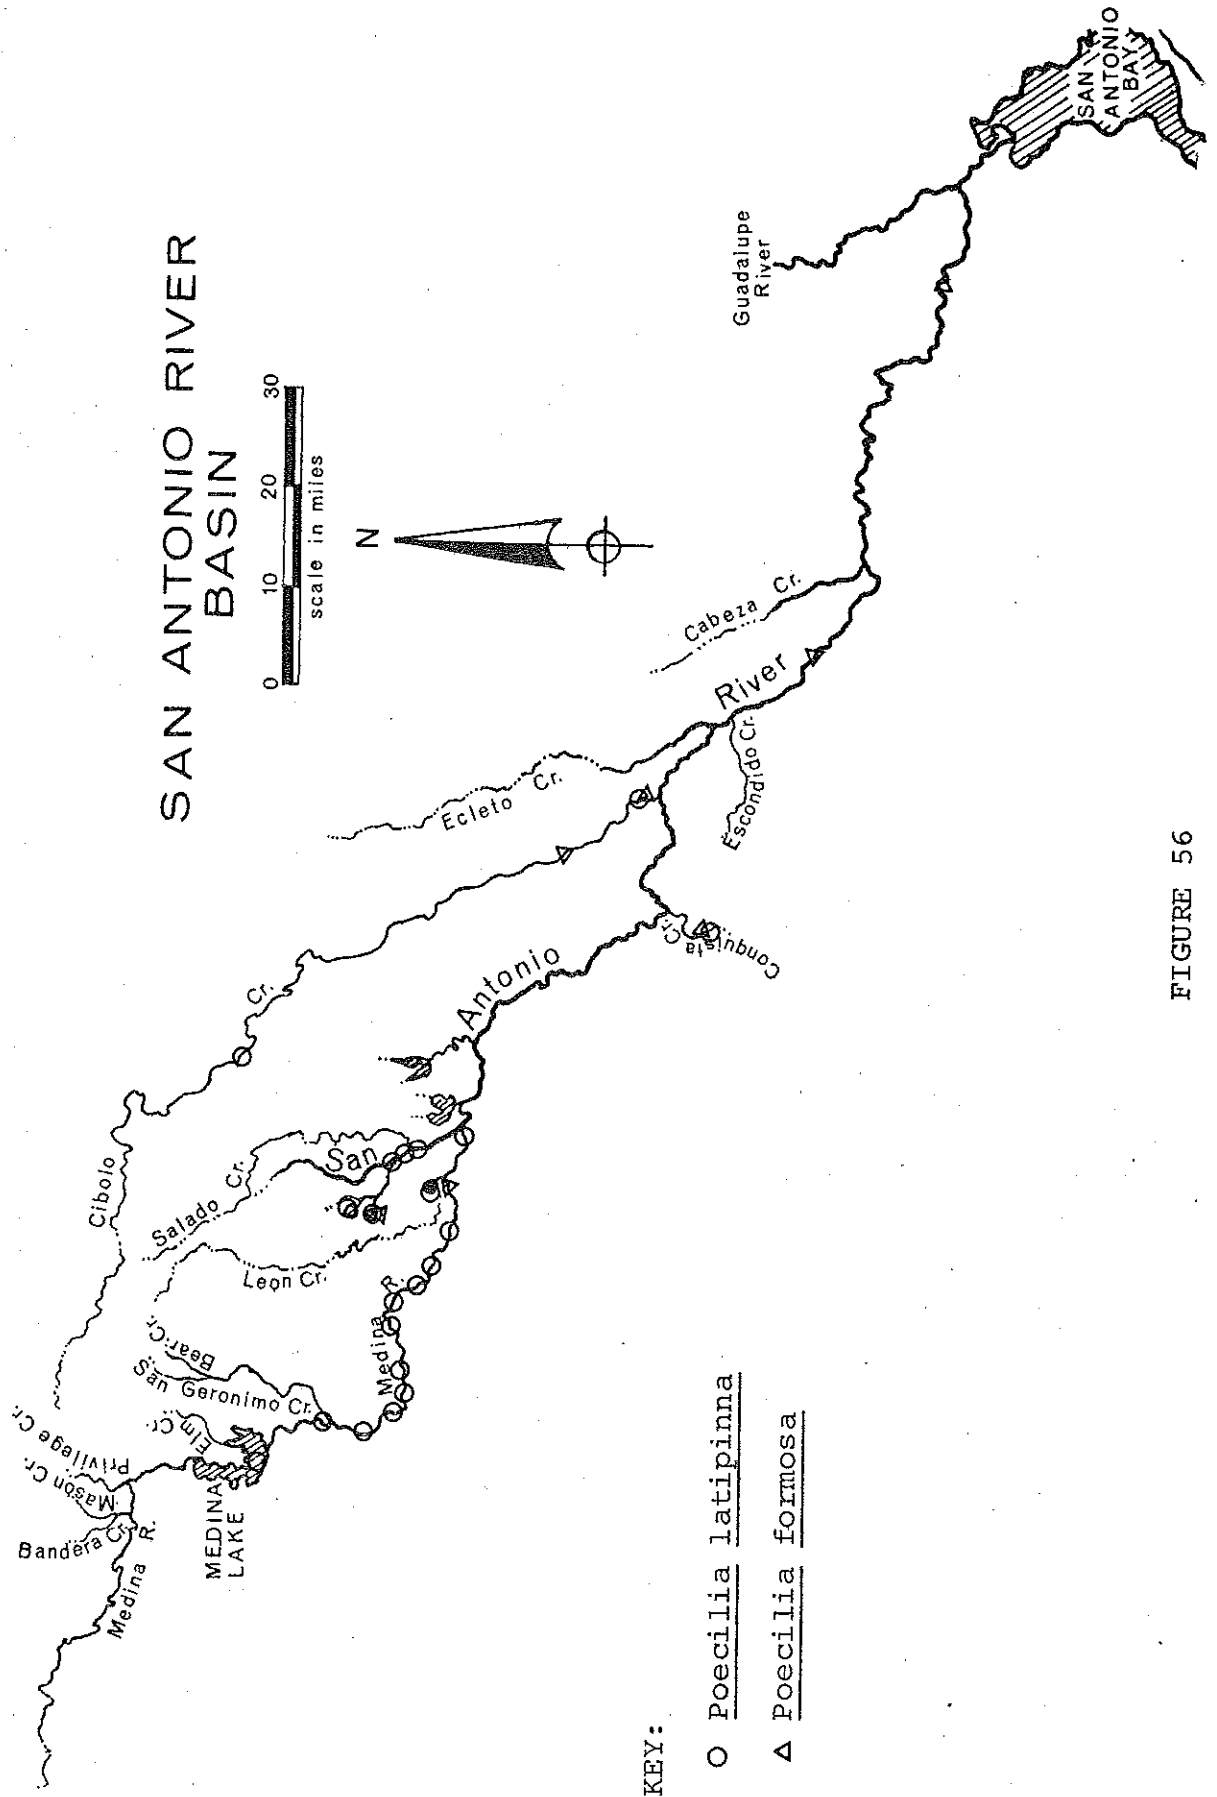 SAN ANTONIO RIVER
BASIN
0 10 20 30
scale in miles
N
Medina R.
Bandera Cr.
Mason Cr.
Privilege Cr.
MEDINA
LAKE
Elm Cr.
San Geronimo Cr.
Bear Cr.
Medina R.
Leon Cr.
Salado Cr.
San Antonio River
Cibolo Cr.
Ecleto Cr.
Conquista Cr.
Escondido Cr.
Cabeza Cr.
Guadalupe
River
SAN
ANTONIO
BAY
KEY:
O Poecilia latipinna
Δ Poecilia formosa
FIGURE 56